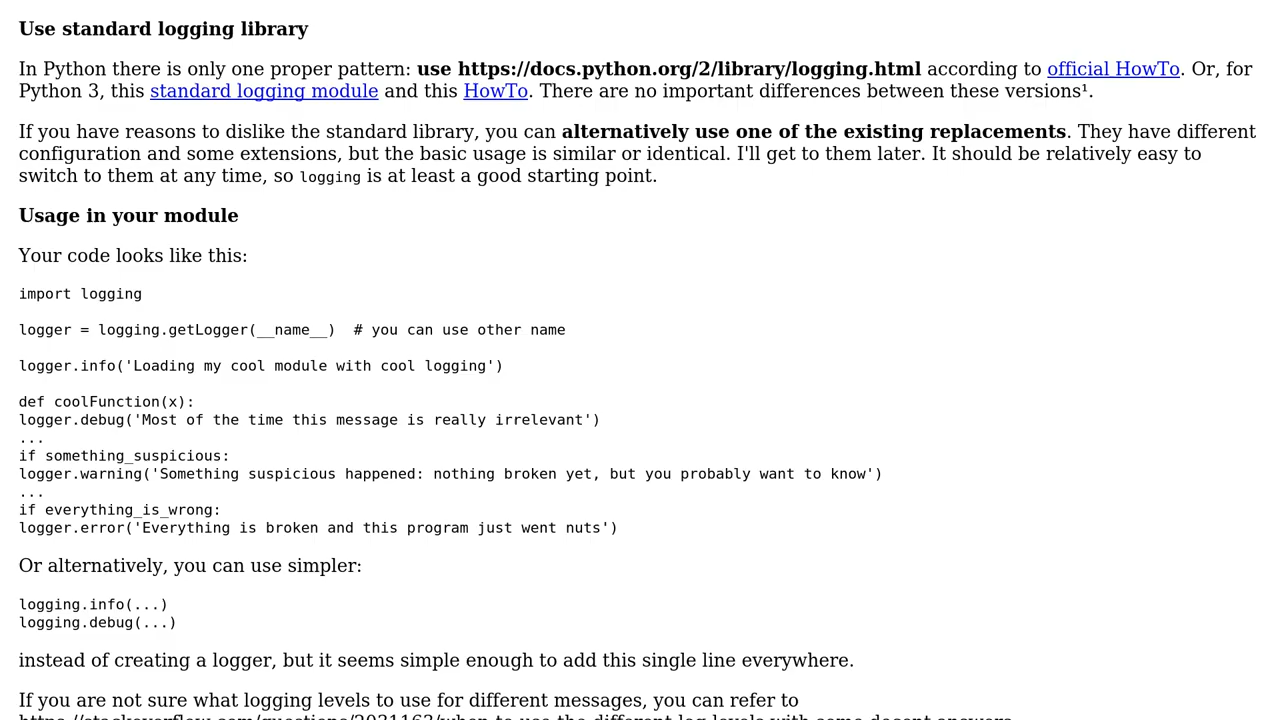 Use standard logging library
In Python there is only one proper pattern: use https://docs.python.org/2/library/logging.html according to official HowTo. Or, for
Python 3, this standard logging module and this HowTo. There are no important differences between these versions¹.
If you have reasons to dislike the standard library, you can alternatively use one of the existing replacements. They have different
configuration and some extensions, but the basic usage is similar or identical. I'll get to them later. It should be relatively easy to
switch to them at any time, so logging is at least a good starting point.
Usage in your module
Your code looks like this:
import logging
logger = logging.getLogger(__name__)  # you can use other name
logger.info('Loading my cool module with cool logging')
def coolFunction(x):
logger.debug('Most of the time this message is really irrelevant')
...
if something_suspicious:
logger.warning('Something suspicious happened: nothing broken yet, but you probably want to know')
...
if everything_is_wrong:
logger.error('Everything is broken and this program just went nuts')
Or alternatively, you can use simpler:
logging.info(...)
logging.debug(...)
instead of creating a logger, but it seems simple enough to add this single line everywhere.
If you are not sure what logging levels to use for different messages, you can refer to